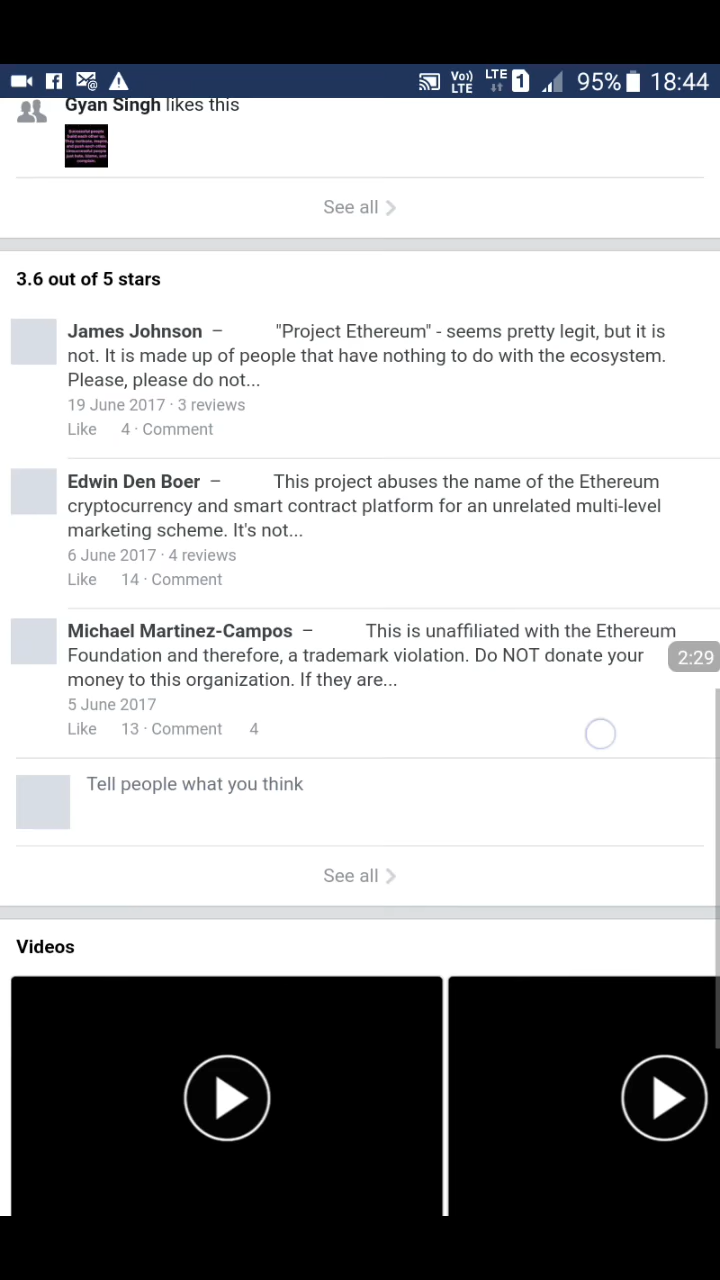 Vo)) LTE LTE 1 95% 18:44
Gyan Singh likes this
See all
3.6 out of 5 stars
James Johnson – "Project Ethereum" - seems pretty legit, but it is
not. It is made up of people that have nothing to do with the ecosystem.
Please, please do not...
19 June 2017 · 3 reviews
Like 4 · Comment
Edwin Den Boer – This project abuses the name of the Ethereum
cryptocurrency and smart contract platform for an unrelated multi-level
marketing scheme. It's not...
6 June 2017 · 4 reviews
Like 14 · Comment
Michael Martinez-Campos – This is unaffiliated with the Ethereum
Foundation and therefore, a trademark violation. Do NOT donate your
2:29
money to this organization. If they are...
5 June 2017
Like 13 · Comment 4
Tell people what you think
See all
Videos